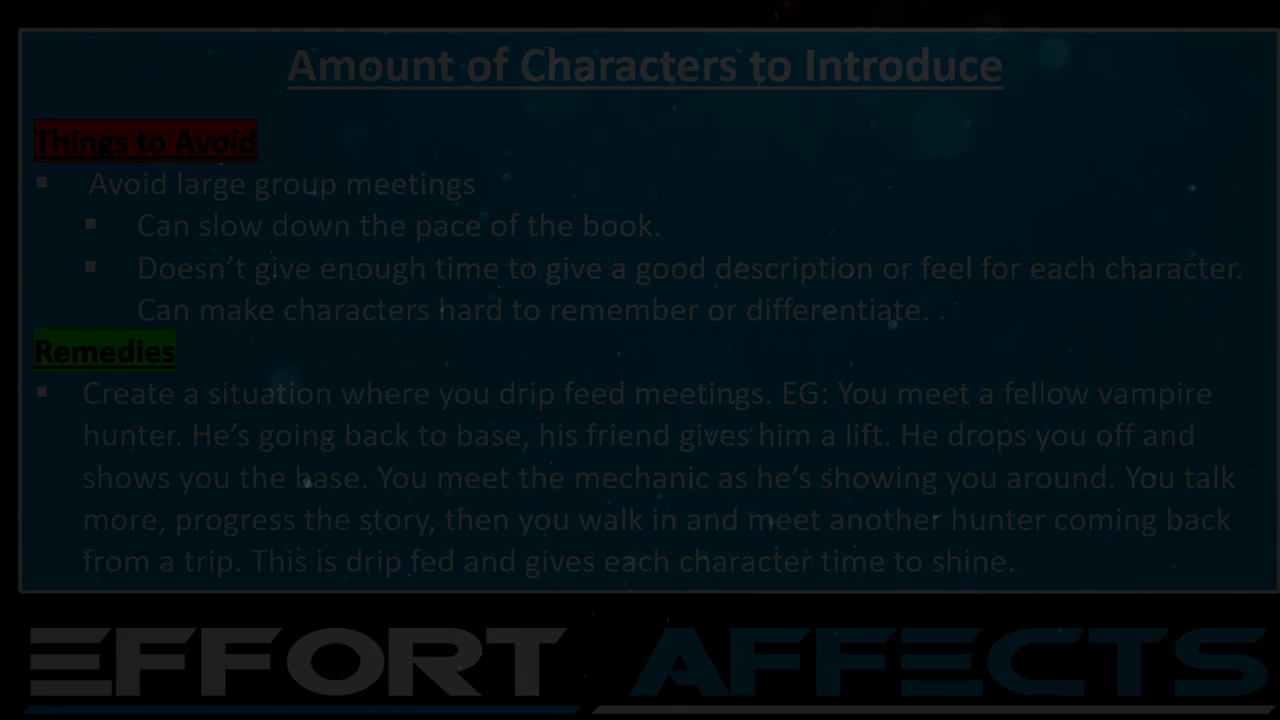 Amount of Characters to Introduce
Things to Avoid
▪ Avoid large group meetings
▪ Can slow down the pace of the book.
▪ Doesn’t give enough time to give a good description or feel for each character.
Can make characters hard to remember or differentiate.
Remedies
▪ Create a situation where you drip feed meetings. EG: You meet a fellow vampire
hunter. He’s going back to base, his friend gives him a lift. He drops you off and
shows you the base. You meet the mechanic as he’s showing you around. You talk
more, progress the story, then you walk in and meet another hunter coming back
from a trip. This is drip fed and gives each character time to shine.
EFFORT AFFECTS